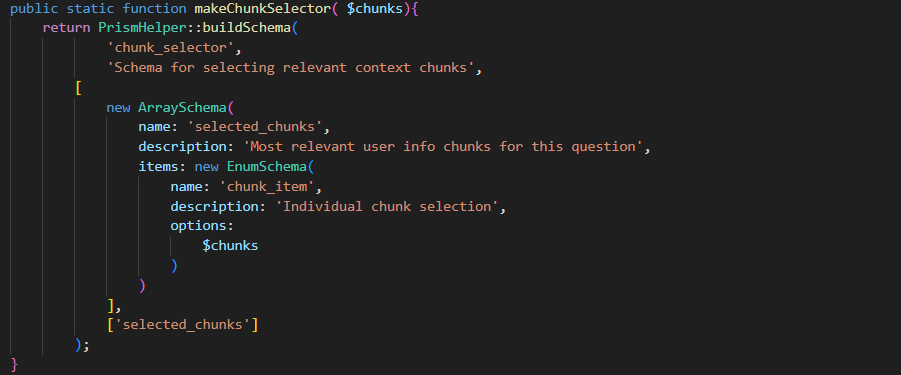 public static function makeChunkSelector( $chunks){
return PrismHelper::buildSchema(
'chunk_selector',
'Schema for selecting relevant context chunks',
[
new ArraySchema(
name: 'selected_chunks',
description: 'Most relevant user info chunks for this question',
items: new EnumSchema(
name: 'chunk_item',
description: 'Individual chunk selection',
options:
$chunks
)
)
],
['selected_chunks']
);
}